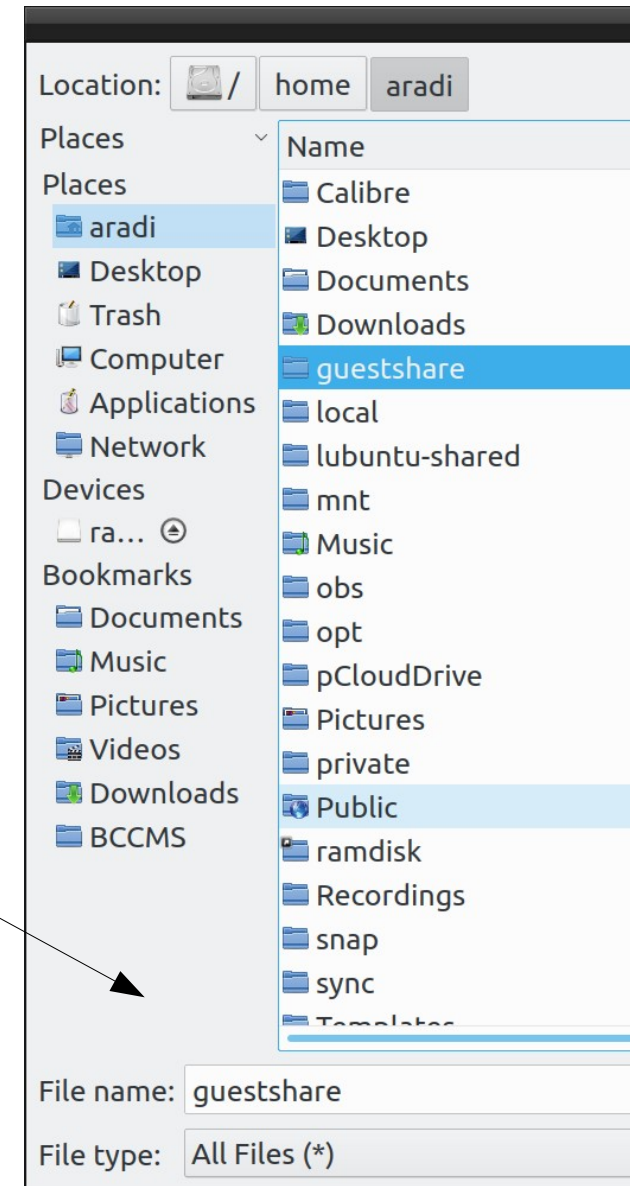 Location: / home aradi
Places
Places
aradi
Desktop
Trash
Computer
Applications
Network
Devices
ra...
Bookmarks
Documents
Music
Pictures
Videos
Downloads
BCCMS
Name
Calibre
Desktop
Documents
Downloads
guestshare
local
lubuntu-shared
mnt
Music
obs
opt
pCloudDrive
Pictures
private
Public
ramdisk
Recordings
snap
sync
Templates
File name: guestshare
File type: All Files (*)